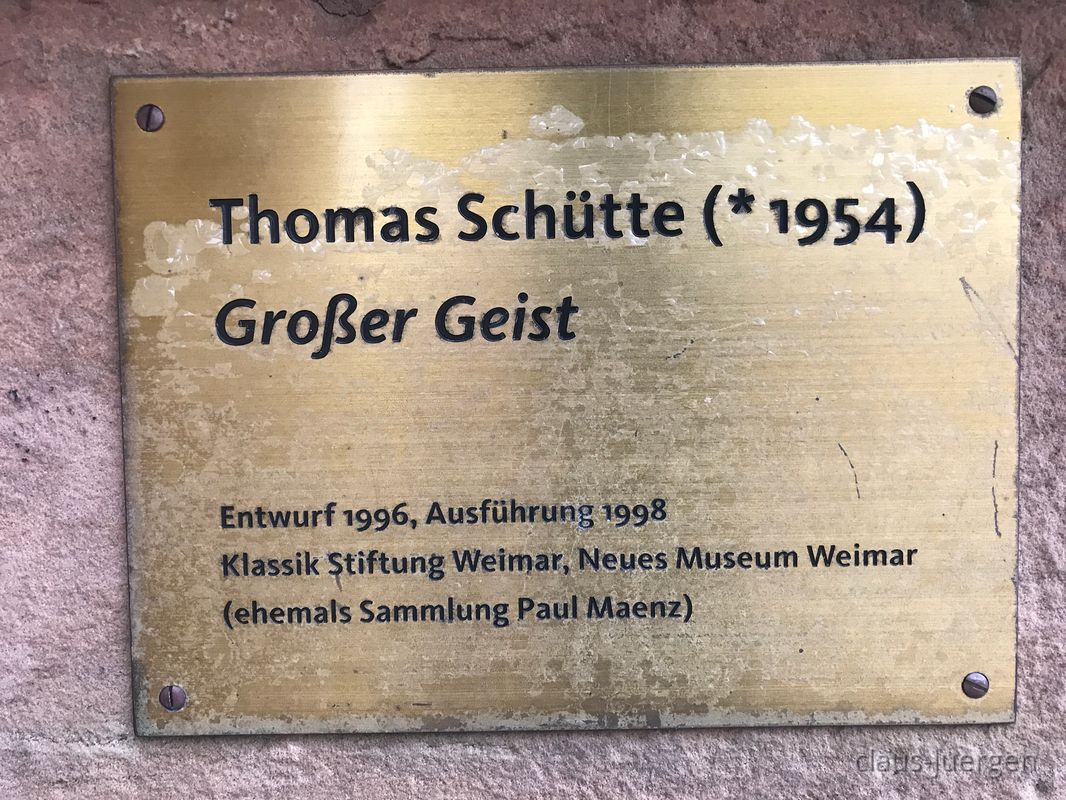 Thomas Schütte (* 1954)
Großer Geist
Entwurf 1996, Ausführung 1998
Klassik Stiftung Weimar, Neues Museum Weimar
(ehemals Sammlung Paul Maenz)
claus-juergen